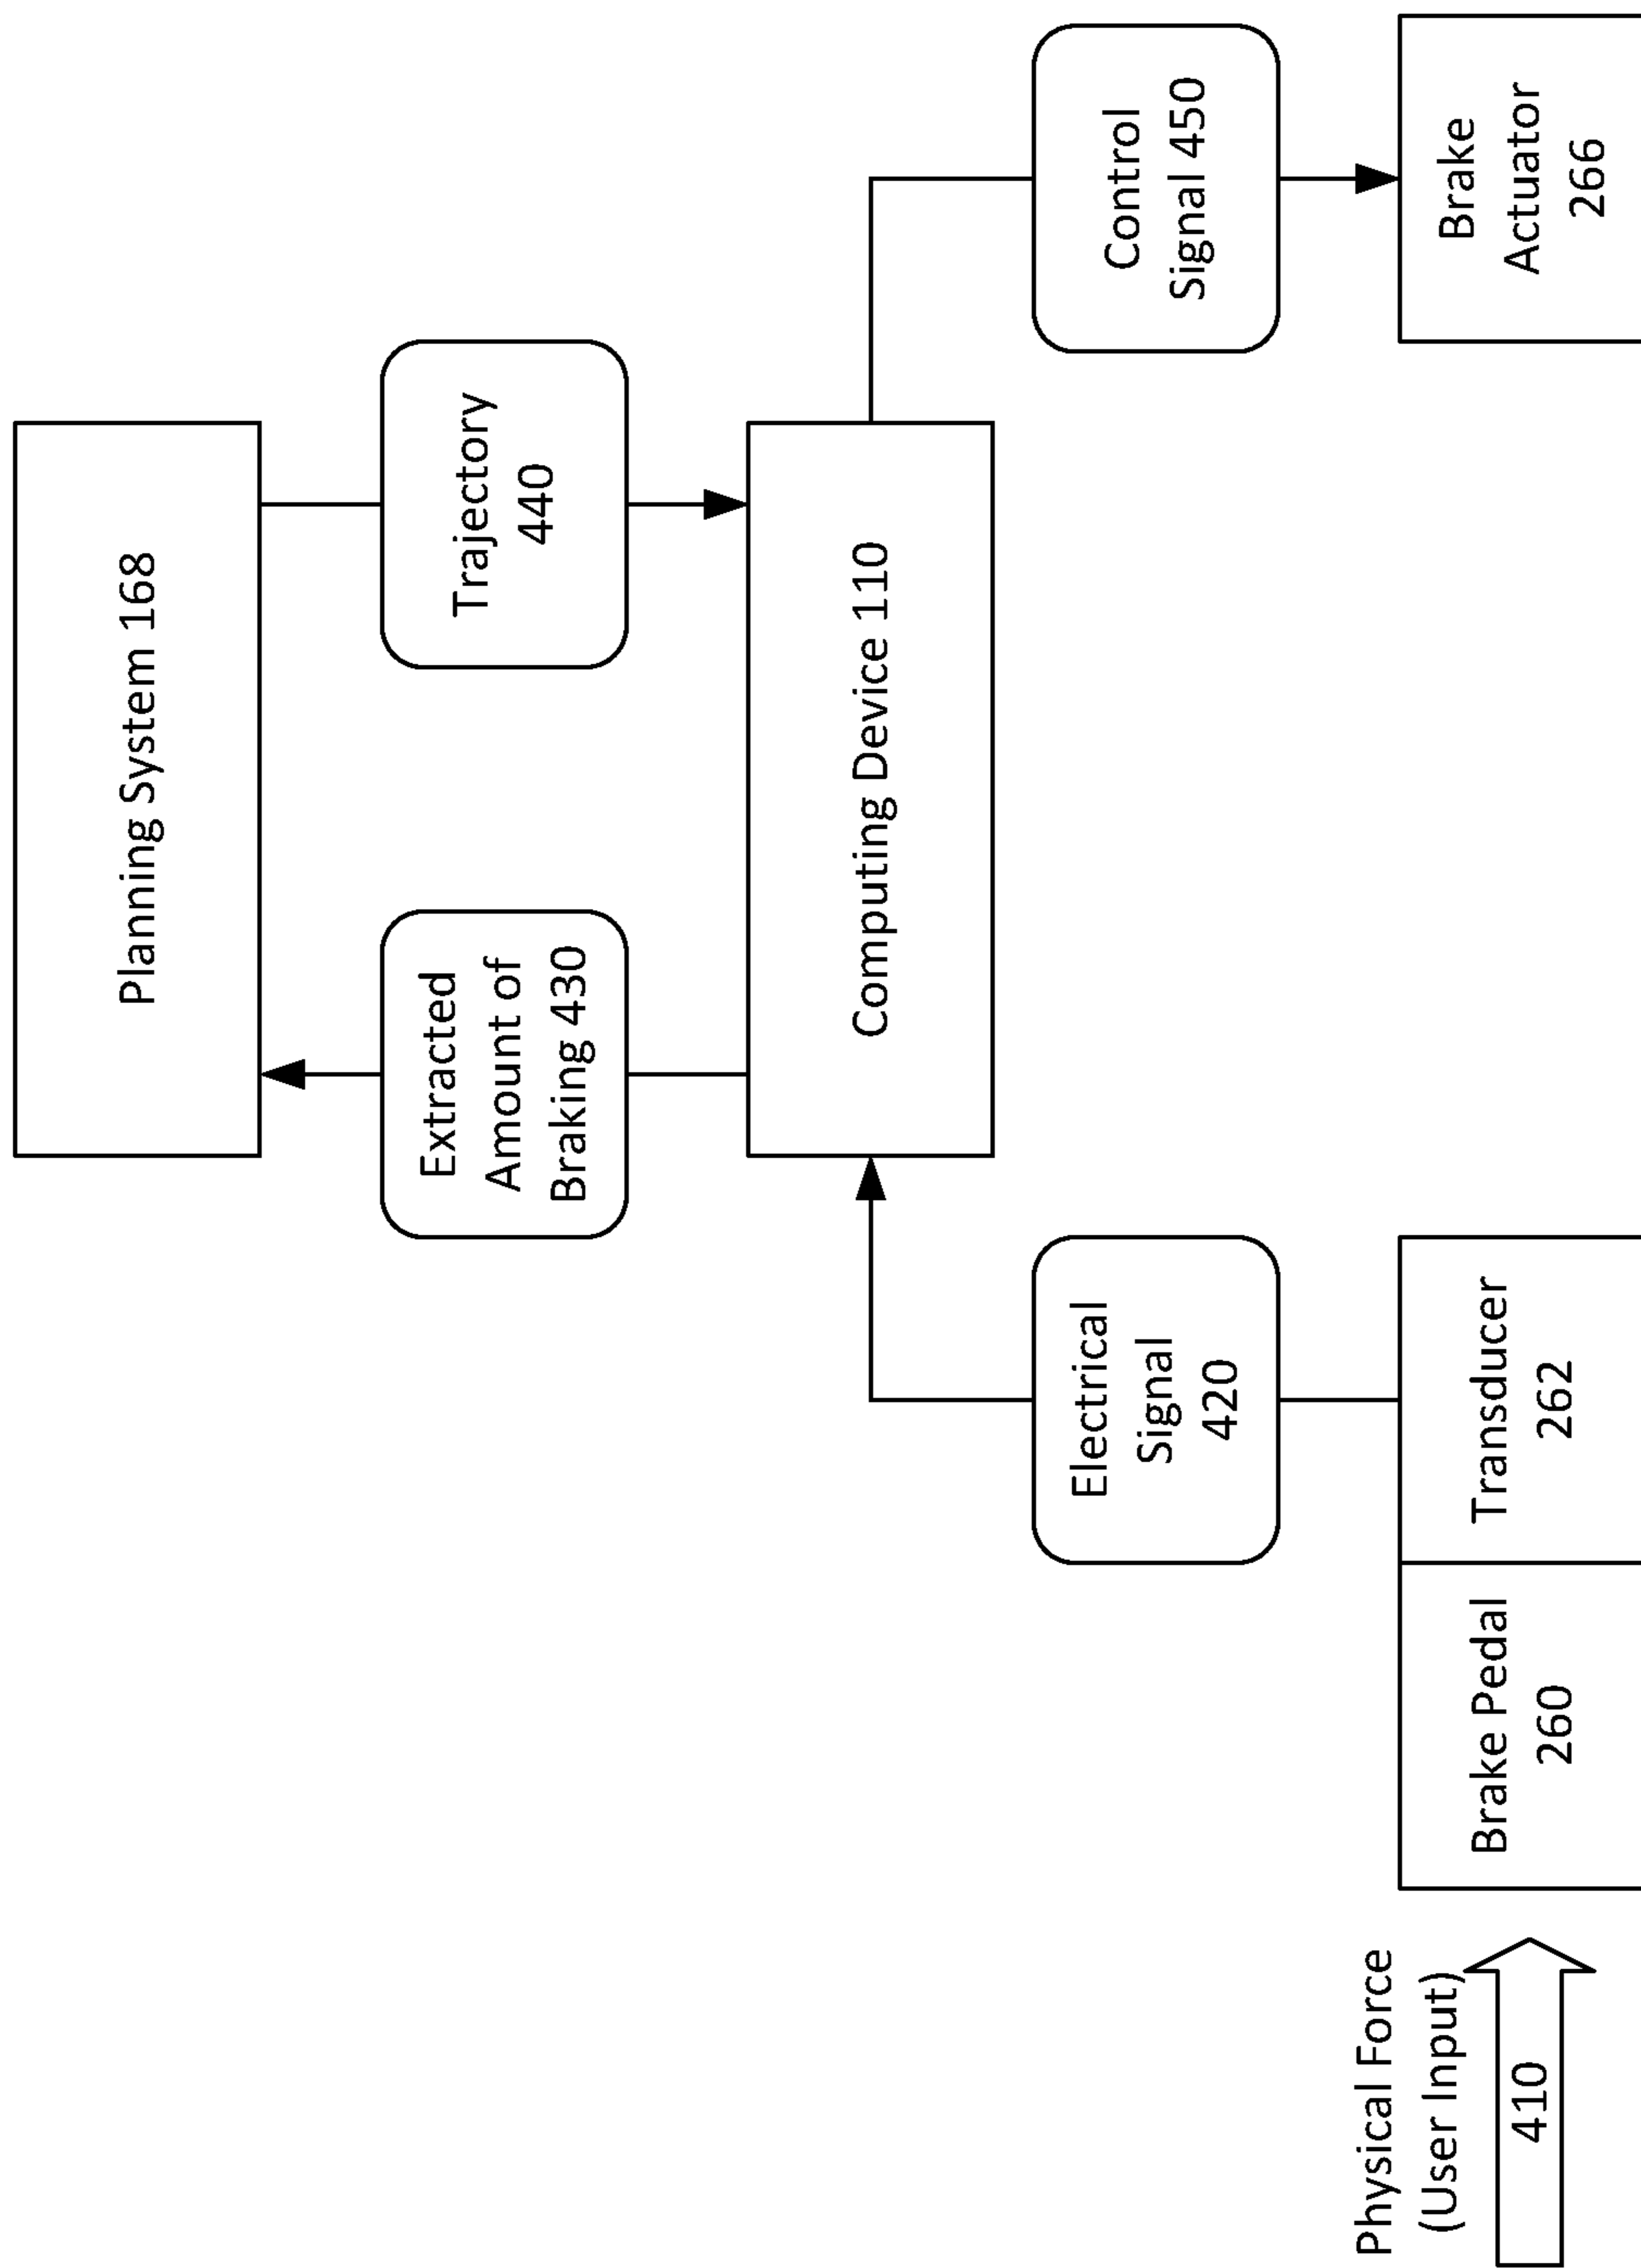 Planning System 168
Extracted
Amount of
Braking 430
Trajectory
440
Computing Device 110
Electrical
Signal
420
Control
Signal 450
Physical Force
(User Input)
410
Brake Pedal
260
Transducer
262
Brake
Actuator
266